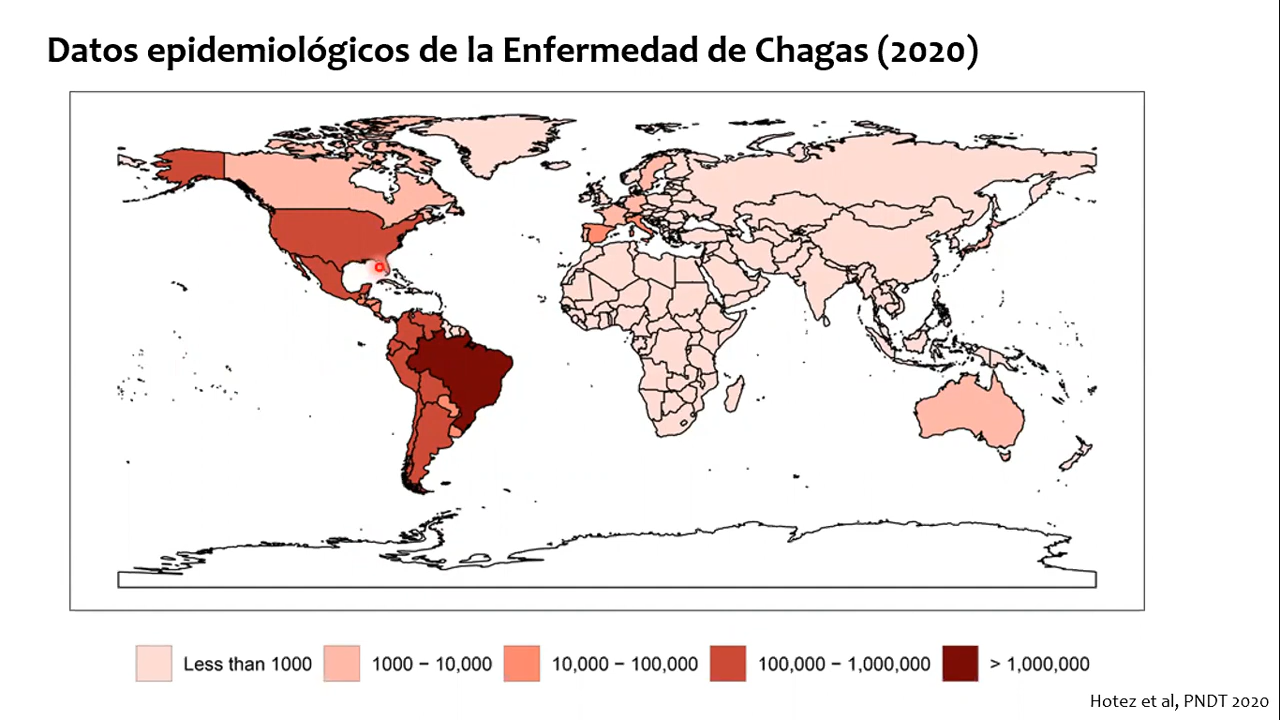 Datos epidemiológicos de la Enfermedad de Chagas (2020)
Less than 1000
1000 − 10,000
10,000 − 100,000
100,000 − 1,000,000
> 1,000,000
Hotez et al, PNDT 2020